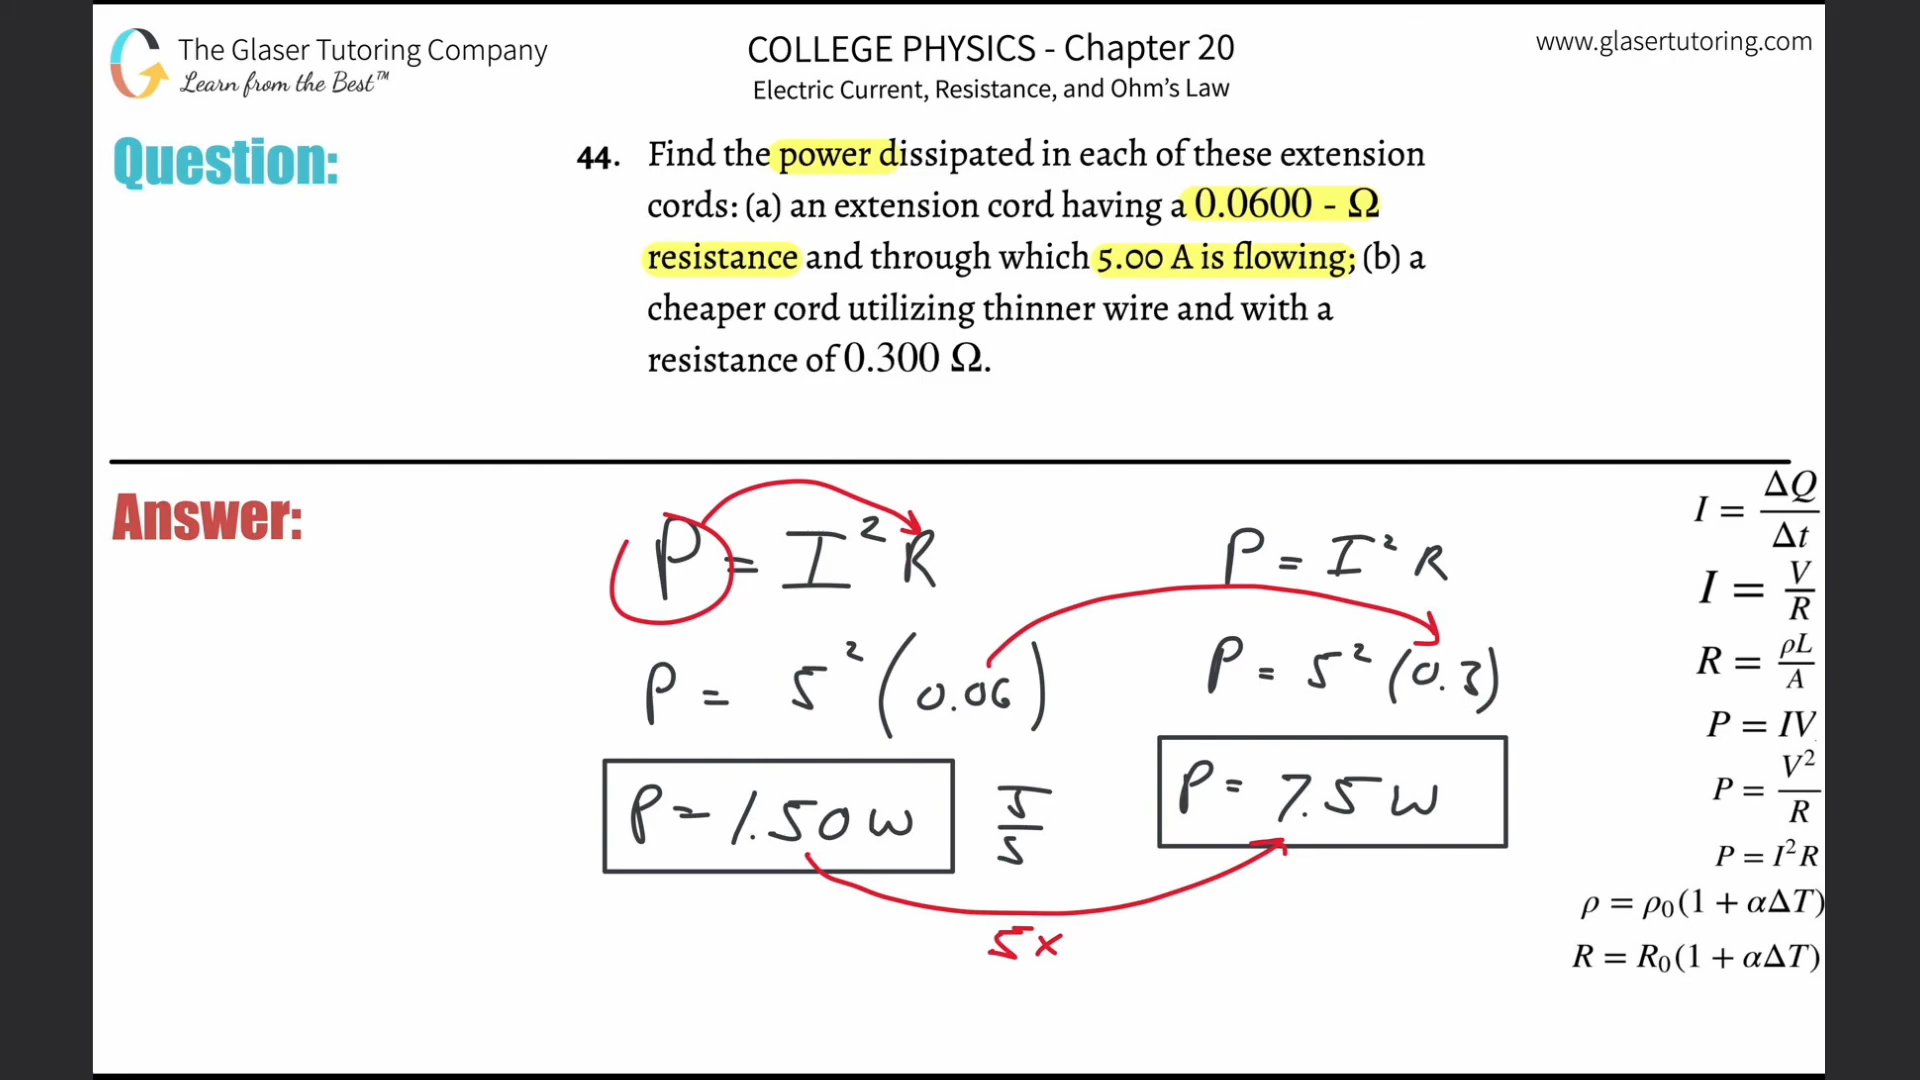 The Glaser Tutoring Company
Learn from the Best™
COLLEGE PHYSICS - Chapter 20
Electric Current, Resistance, and Ohm's Law
www.glasertutoring.com
Question:
44. Find the power dissipated in each of these extension
cords: (a) an extension cord having a 0.0600 - Ω
resistance and through which 5.00 A is flowing; (b) a
cheaper cord utilizing thinner wire and with a
resistance of 0.300 Ω.
Answer:
P = I² R
P = 5² (0.06)
P = 1.50 W
5/5
5x
P = I² R
P = 5² (0.3)
P = 7.5 W
I = ΔQ/Δt
I = V/R
R = ρL/A
P = IV
P = V²/R
P = I²R
ρ = ρ₀(1 + αΔT)
R = R₀(1 + αΔT)